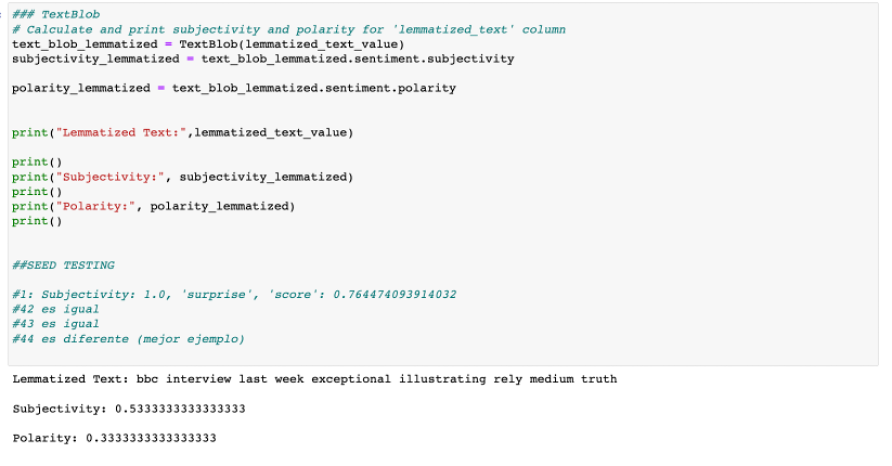 ### TextBlob
# Calculate and print subjectivity and polarity for 'lemmatized_text' column
text_blob_lemmatized = TextBlob(lemmatized_text_value)
subjectivity_lemmatized = text_blob_lemmatized.sentiment.subjectivity
polarity_lemmatized = text_blob_lemmatized.sentiment.polarity
print("Lemmatized Text:",lemmatized_text_value)
print()
print("Subjectivity:", subjectivity_lemmatized)
print()
print("Polarity:", polarity_lemmatized)
print()
##SEED TESTING
#1: Subjectivity: 1.0, 'surprise', 'score': 0.764474093914032
#42 es igual
#43 es igual
#44 es diferente (mejor ejemplo)
Lemmatized Text: bbc interview last week exceptional illustrating rely medium truth
Subjectivity: 0.5333333333333333
Polarity: 0.3333333333333333